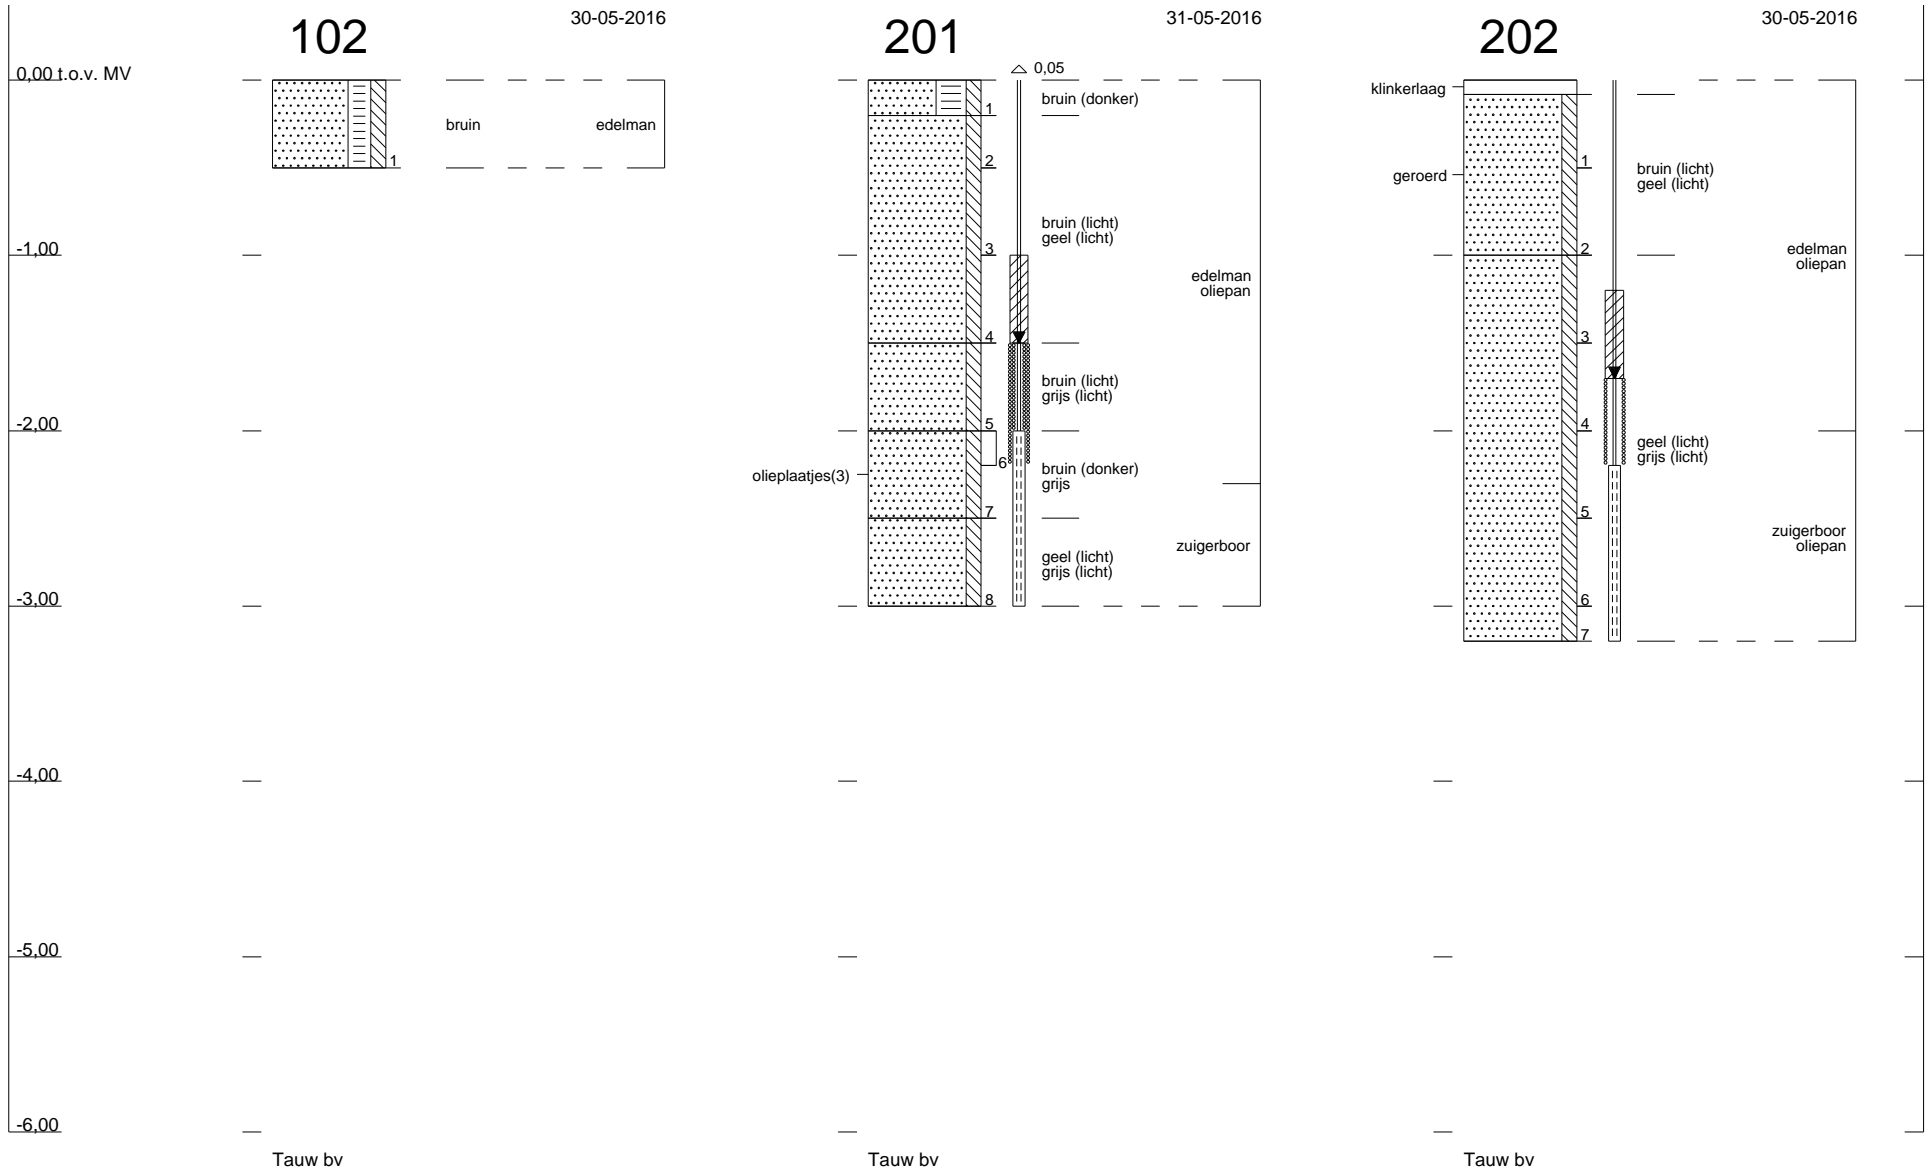 30-05-2016
102
31-05-2016
201
30-05-2016
202
0,00 t.o.v. MV
-1,00
-2,00
-3,00
-4,00
-5,00
-6,00
bruin
edelman
1
Tauw bv
0,05
bruin (donker)
1
2
bruin (licht)
geel (licht)
3
edelman
oliepan
4
bruin (licht)
grijs (licht)
5
6
olieplaatjes(3)
bruin (donker)
grijs
7
zuigerboor
geel (licht)
grijs (licht)
8
Tauw bv
klinkerlaag
1
geroerd
bruin (licht)
geel (licht)
2
edelman
oliepan
3
4
geel (licht)
grijs (licht)
5
zuigerboor
oliepan
6
7
Tauw bv